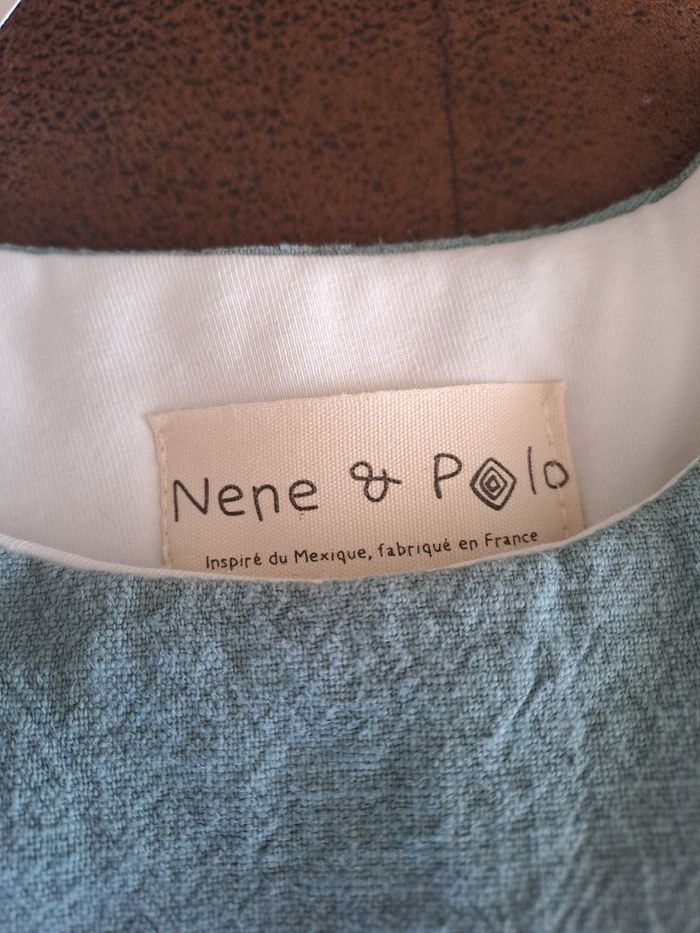 Nene & Polo
Inspiré du Mexique, fabriqué en France